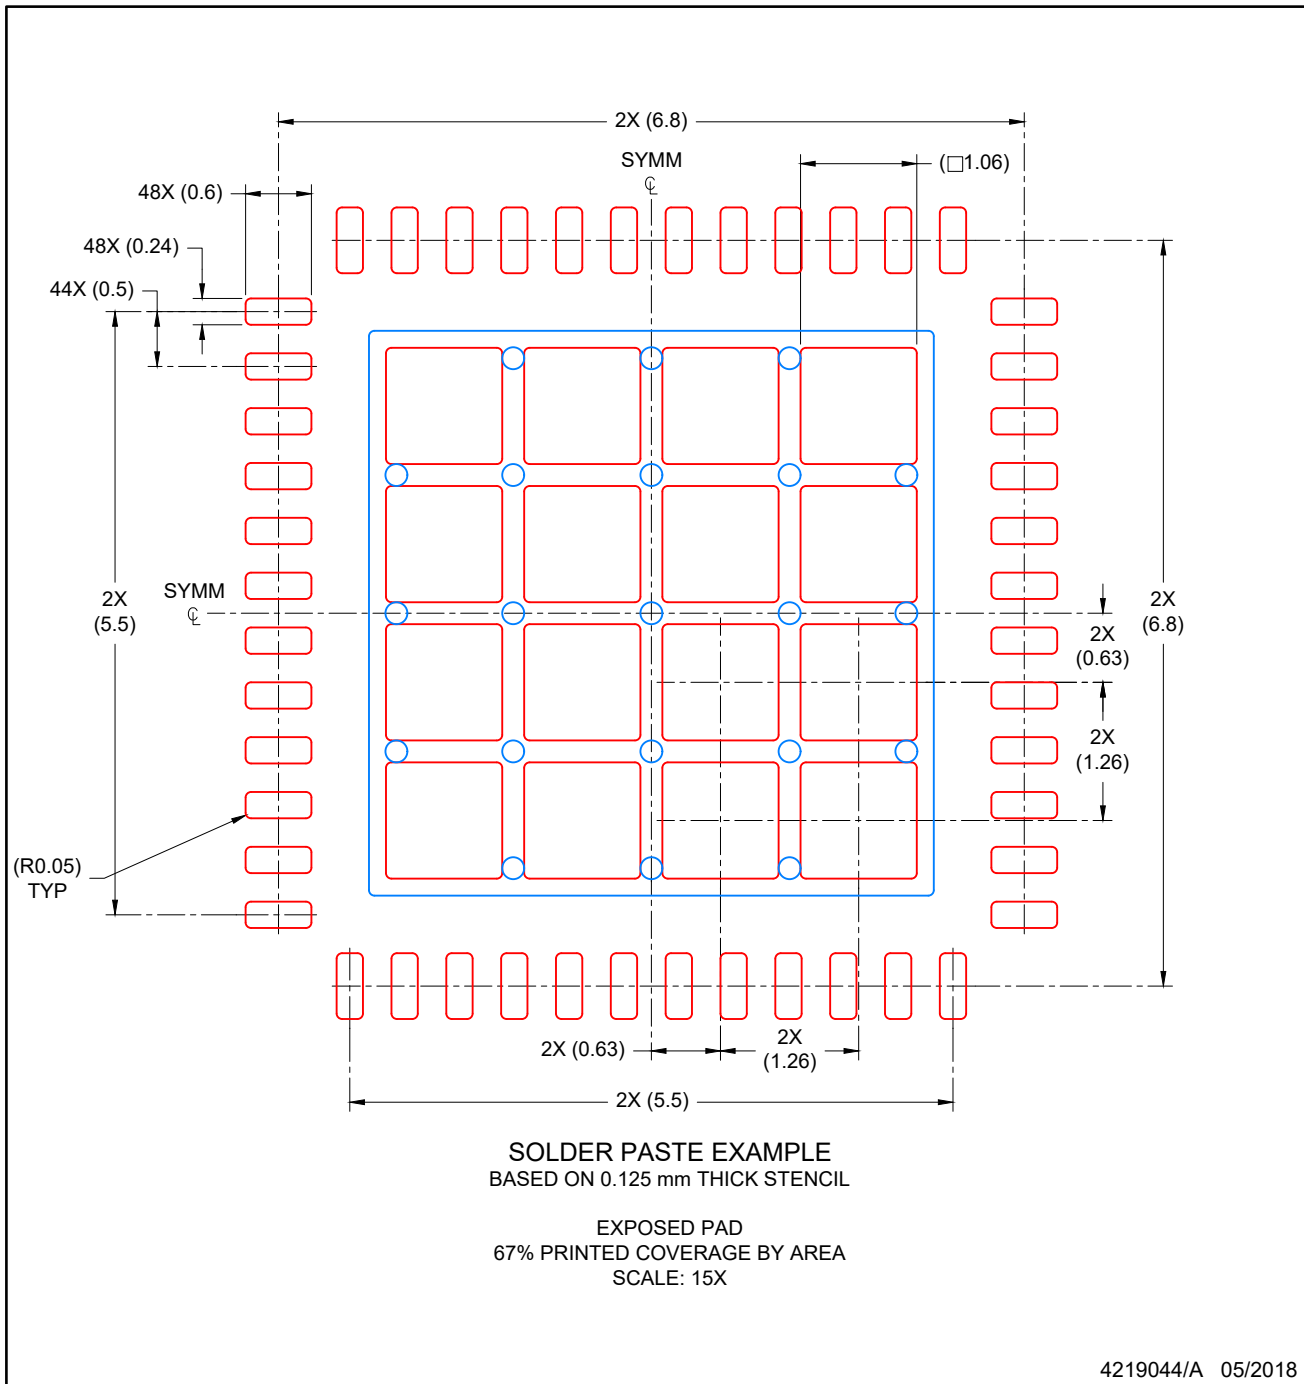 2X (6.8)
SYMM
℄
(□1.06)
48X (0.6)
48X (0.24)
44X (0.5)
2X
(5.5)
SYMM
℄
2X
(6.8)
2X
(0.63)
2X
(1.26)
(R0.05)
TYP
2X (0.63)
2X
(1.26)
2X (5.5)
SOLDER PASTE EXAMPLE
BASED ON 0.125 mm THICK STENCIL
EXPOSED PAD
67% PRINTED COVERAGE BY AREA
SCALE: 15X
4219044/A 05/2018